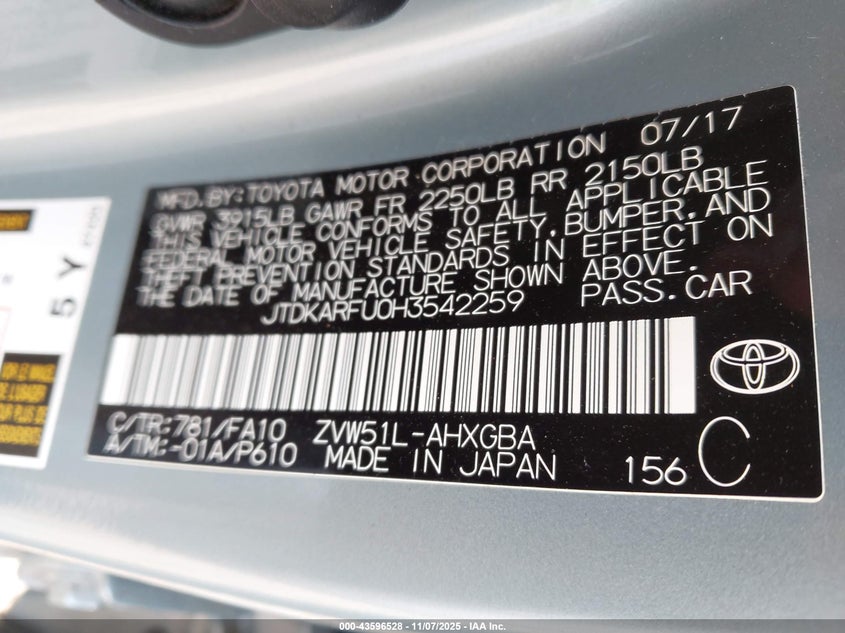 07/17
MFD.BY:TOYOTA MOTOR CORPORATION
GVWR 3915LB GAWR FR 2250LB RR 2150LB
THIS VEHICLE CONFORMS TO ALL APPLICABLE
FEDERAL MOTOR VEHICLE SAFETY,BUMPER,AND
THEFT PREVENTION STANDARDS IN EFFECT ON
THE DATE OF MANUFACTURE SHOWN ABOVE.
JTDKARFU0H3542259 PASS.CAR
C/TR:781/FA10 ZVW51L-AHXGBA
A/TM:-01A/P610 MADE IN JAPAN 156 C
5 Y
000-43596528 - 11/07/2025 - IAA Inc.